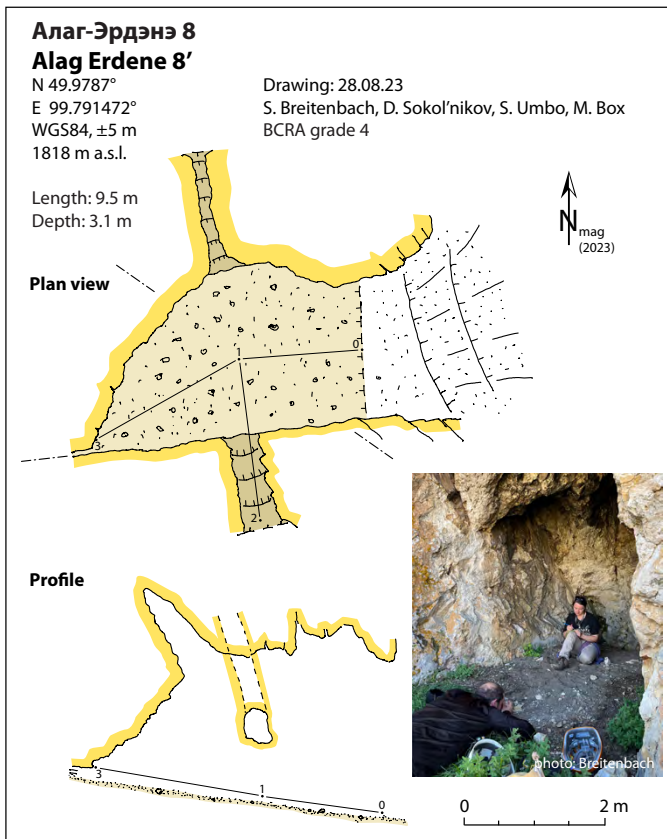 Алаг-Эрдэнэ 8
Alag Erdene 8’
N 49.9787°
E 99.791472°
WGS84, ±5 m
1818 m a.s.l.
Length: 9.5 m
Depth: 3.1 m
Drawing: 28.08.23
S. Breitenbach, D. Sokol’nikov, S. Umbo, M. Box
BCRA grade 4
N mag
(2023)
Plan view
0
1
3
2
Profile
3
1
0
photo: Breitenbach
0 2 m